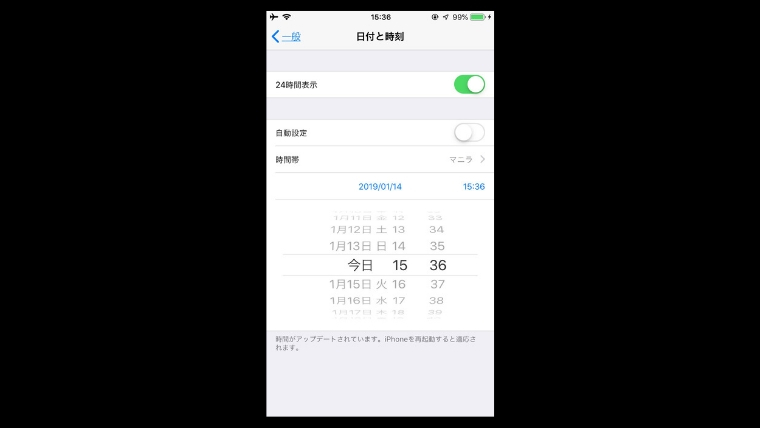 15:36
99%
一般
日付と時刻
24時間表示
自動設定
時間帯
マニラ
2019/01/14
15:36
1月11日 金 12 33
1月12日 土 13 34
1月13日 日 14 35
今日 15 36
1月15日 火 16 37
1月16日 水 17 38
1月17日 木 18 39
時間がアップデートされています。iPhoneを再起動すると適応さ
れます。